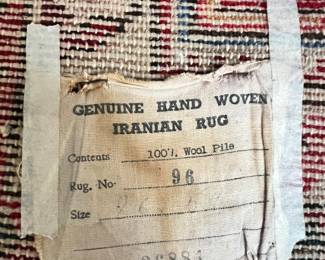 GENUINE HAND WOVEN
IRANIAN RUG
Contents 100% Wool Pile
Rug. No 96
Size